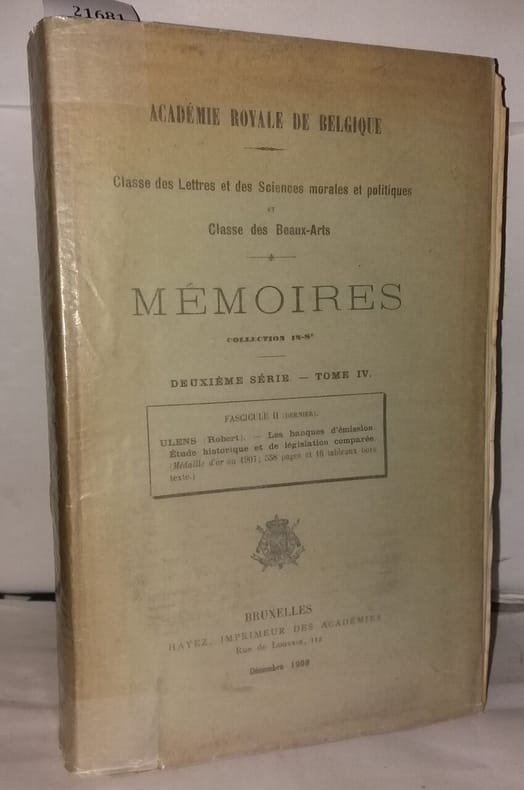 21681
ACADÉMIE ROYALE DE BELGIQUE
Classe des Lettres et des Sciences morales et politiques
ET
Classe des Beaux-Arts
MÉMOIRES
COLLECTION IN-8°
DEUXIÈME SÉRIE. — TOME IV.
FASCICULE II (DERNIER).
ULENS (Robert). — Les banques d'émission.
Étude historique et de législation comparée.
(Médaille d'or en 1907; 558 pages et 16 tableaux hors
texte.)
BRUXELLES
HAYEZ, IMPRIMEUR DES ACADÉMIES
Rue de Louvain, 112
Décembre 1908